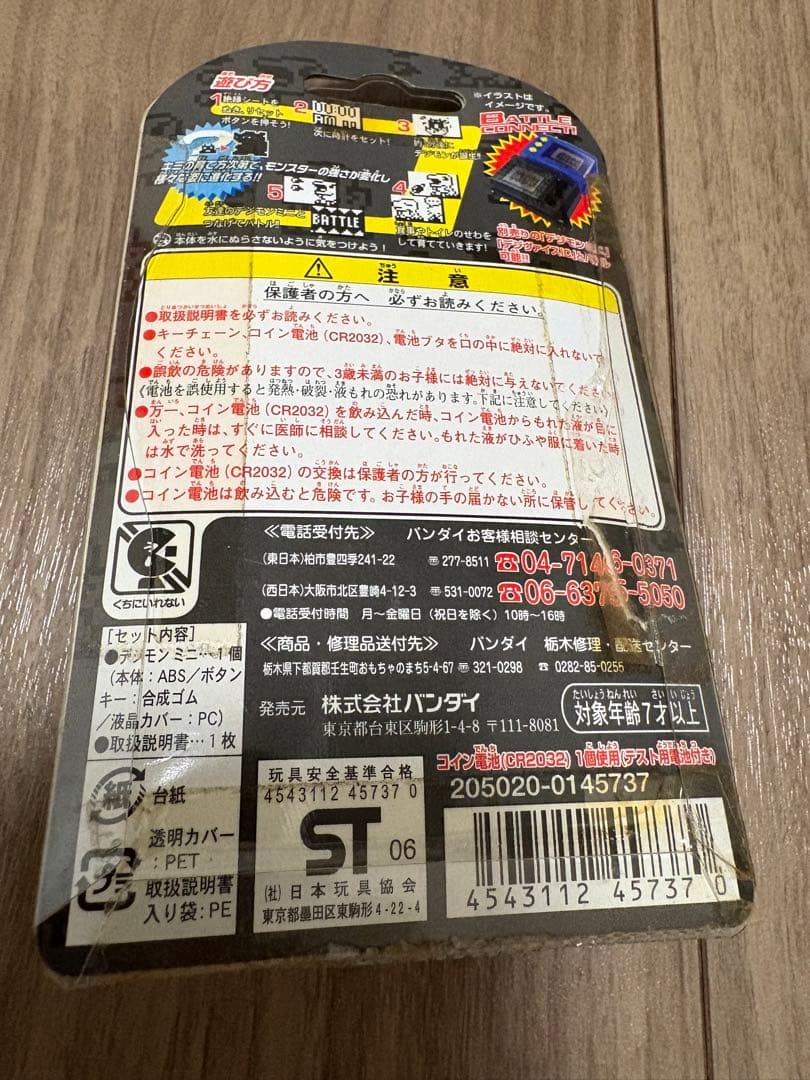 遊び方
※イラストは
イメージです。
BATTLE
CONNECT!
1 絶縁シートを
ぬき、リセット
ボタンを押そう!
2
00:00
AM 00
次に時計をセット!
3
デジモンが誕生!
キミの育て方次第で、モンスターの強さが変化し
様々な姿に進化する!!
4
食事やトイレのせわを
して育てていきます!
5
BATTLE
友達のデジモンミニと
つなげてバトル!
本体を水にぬらさないように気をつけよう!
別売りの「デジモン
可能!!
注意
保護者の方へ 必ずお読みください。
●取扱説明書を必ずお読みください。
●キーチェーン、コイン電池(CR2032)、電池ブタを口の中に絶対に入れないで
ください。
●誤飲の危険がありますので、3歳未満のお子様には絶対に与えないでください。
《電池を誤使用すると発熱・破裂・液もれの恐れがあります。下記に注意してください》
●万一、コイン電池(CR2032)を飲み込んだ時、コイン電池からもれた液が目に
入った時は、すぐに医師に相談してください。もれた液がひふや服に着いた時
は水で洗ってください。
●コイン電池(CR2032)の交換は保護者の方が行ってください。
●コイン電池は飲み込むと危険です。お子様の手の届かない所に保管してください。
くちにいれない
≪電話受付先≫ バンダイお客様相談センター
(東日本)柏市豊四季241-22 〒277-8511 ☎04-7146-0371
(西日本)大阪市北区豊崎4-12-3 〒531-0072 ☎06-6375-5050
●電話受付時間 月〜金曜日(祝日を除く)10時〜16時
≪商品・修理品送付先≫ バンダイ 栃木修理・配送センター
栃木県下都賀郡壬生町おもちゃのまち5-4-67 〒321-0298 ☎0282-85-0255
[セット内容]
●デジモンミニ…1個
(本体:ABS/ボタン
キー:合成ゴム
/液晶カバー:PC)
●取扱説明書…1枚
発売元 株式会社バンダイ
東京都台東区駒形1-4-8 〒111-8081
対象年齢7才以上
コイン電池(CR2032)1個使用(テスト用電池付き)
205020-0145737
紙
台紙
プラ
透明カバー
:PET
取扱説明書
入り袋:PE
玩具安全基準合格
4543112 45737 0
ST 06
(社)日本玩具協会
東京都墨田区東駒形4-22-4
4543112 457370